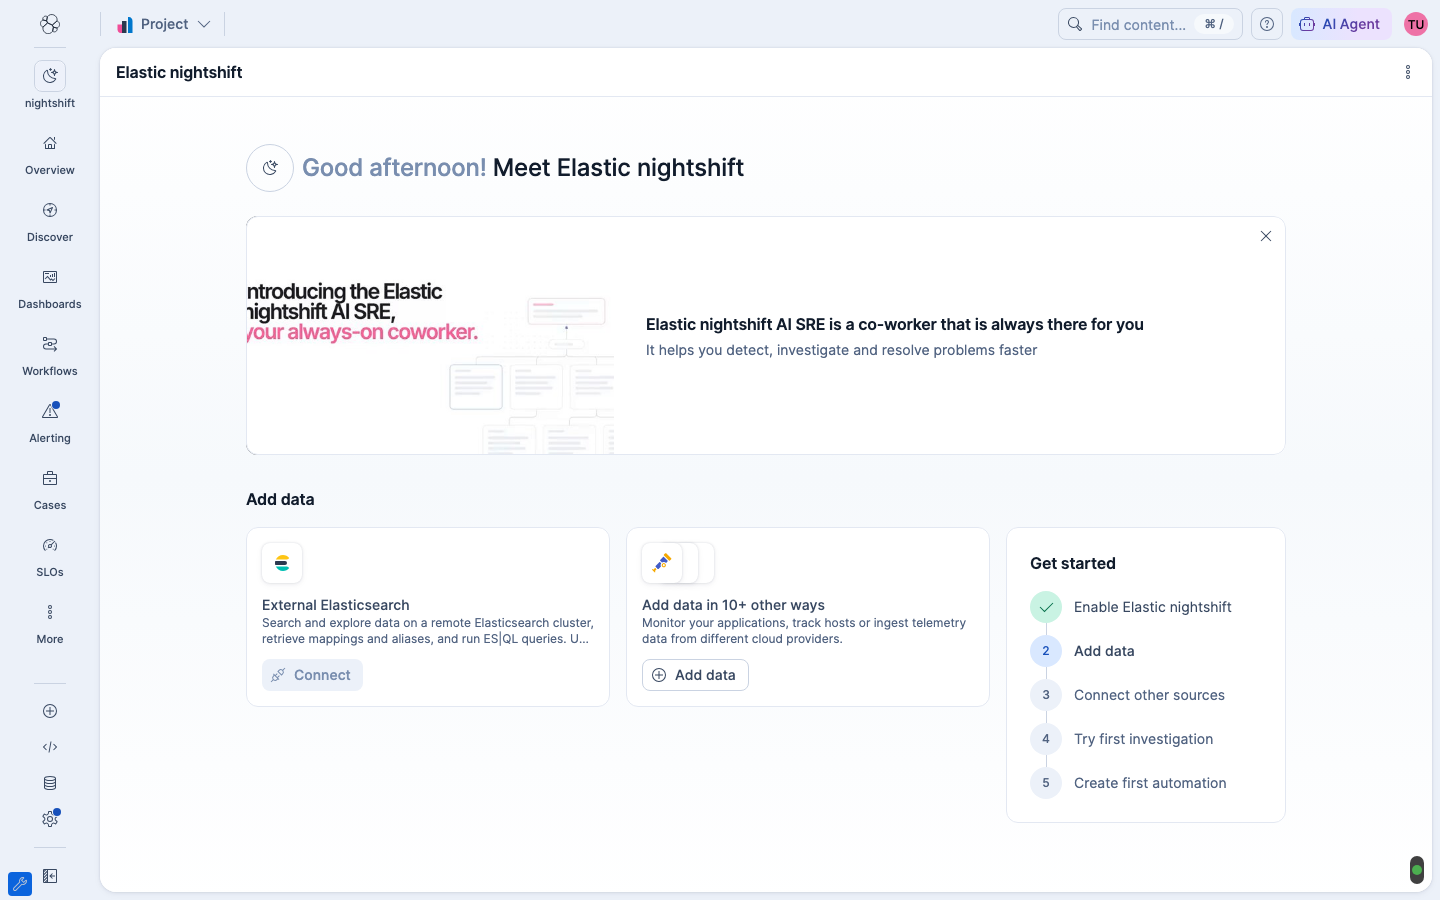 Project
Find content...
⌘ /
AI Agent
TU
nightshift
Overview
Discover
Dashboards
Workflows
Alerting
Cases
SLOs
More
Elastic nightshift
Good afternoon! Meet Elastic nightshift
ntroducing the Elastic
nightshift AI SRE,
your always-on coworker.
Elastic nightshift AI SRE is a co-worker that is always there for you
It helps you detect, investigate and resolve problems faster
Add data
External Elasticsearch
Search and explore data on a remote Elasticsearch cluster,
retrieve mappings and aliases, and run ES|QL queries. U...
Connect
Add data in 10+ other ways
Monitor your applications, track hosts or ingest telemetry
data from different cloud providers.
Add data
Get started
Enable Elastic nightshift
2 Add data
3 Connect other sources
4 Try first investigation
5 Create first automation